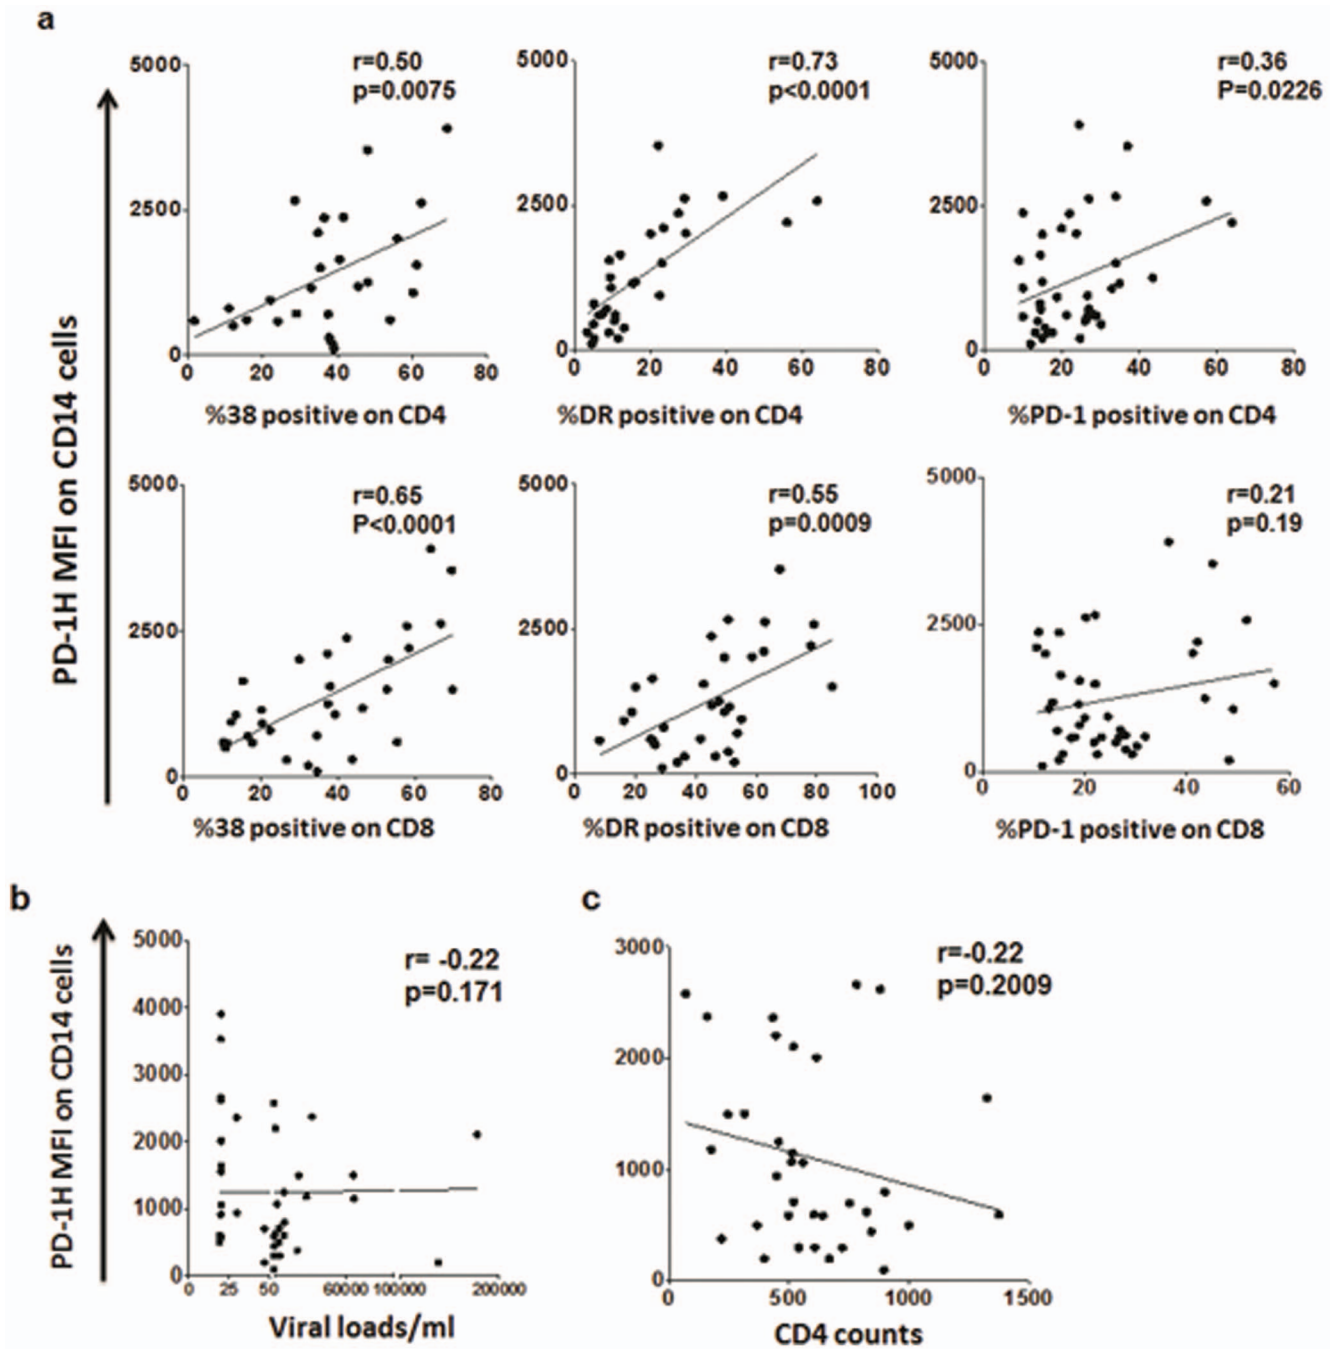 a
PD-1H MFI on CD14 cells
r=0.50
p=0.0075
5000
2500
0
0 20 40 60 80
%38 positive on CD4
r=0.73
p<0.0001
5000
2500
0
0 20 40 60 80
%DR positive on CD4
r=0.36
P=0.0226
5000
2500
0
0 20 40 60 80
%PD-1 positive on CD4
r=0.65
P<0.0001
5000
2500
0
0 20 40 60 80
%38 positive on CD8
r=0.55
p=0.0009
5000
2500
0
0 20 40 60 80 100
%DR positive on CD8
r=0.21
p=0.19
5000
2500
0
0 20 40 60
%PD-1 positive on CD8
b
PD-1H MFI on CD14 cells
r= -0.22
p=0.171
5000
4000
3000
2000
1000
0
0 25 50 60000 100000 200000
Viral loads/ml
c
r=-0.22
p=0.2009
3000
2000
1000
0
0 500 1000 1500
CD4 counts